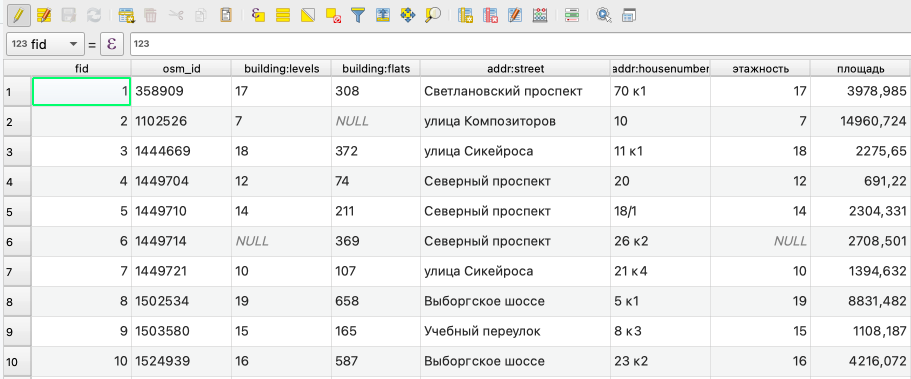 123 fid = ε 123
fid osm_id building:levels building:flats addr:street addr:housenumber этажность площадь
1 1 358909 17 308 Светлановский проспект 70 к1 17 3978,985
2 2 1102526 7 NULL улица Композиторов 10 7 14960,724
3 3 1444669 18 372 улица Сикейроса 11 к1 18 2275,65
4 4 1449704 12 74 Северный проспект 20 12 691,22
5 5 1449710 14 211 Северный проспект 18/1 14 2304,331
6 6 1449714 NULL 369 Северный проспект 26 к2 NULL 2708,501
7 7 1449721 10 107 улица Сикейроса 21 к4 10 1394,632
8 8 1502534 19 658 Выборгское шоссе 5 к1 19 8831,482
9 9 1503580 15 165 Учебный переулок 8 к3 15 1108,187
10 10 1524939 16 587 Выборгское шоссе 23 к2 16 4216,072